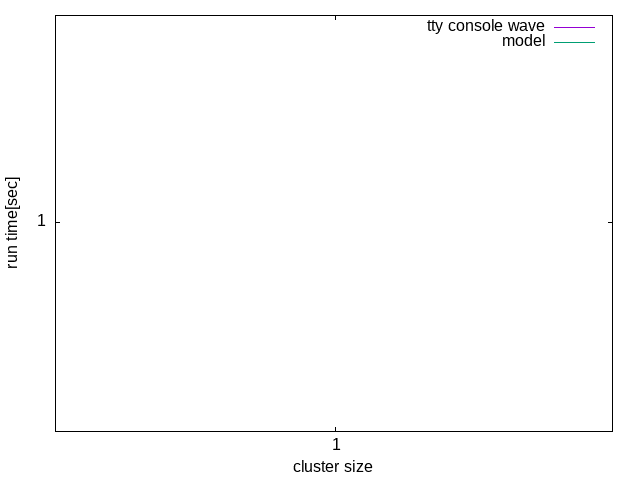 tty console wave
model
run time[sec]
1
1
cluster size